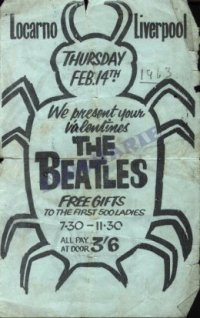 Locarno Liverpool
THURSDAY
FEB. 14TH.
1963
We present your
Valentines
THE
BEATLES
FREE GIFTS
TO THE FIRST 500 LADIES
7-30 - 11-30
ALL PAY
AT DOOR 3'6